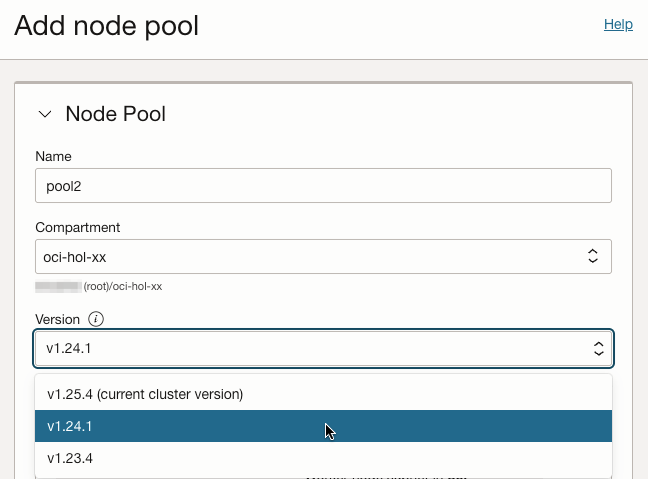 Add node pool
Help
Node Pool
Name
pool2
Compartment
oci-hol-xx
(root)/oci-hol-xx
Version
v1.24.1
v1.25.4 (current cluster version)
v1.24.1
v1.23.4